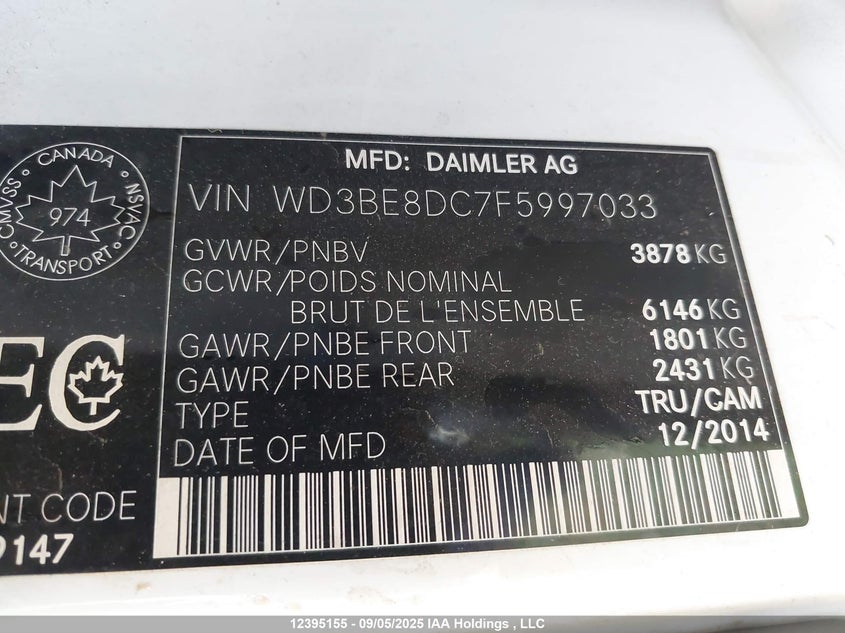 CANADA
CMVSS
974
NSVAC
TRANSPORT
EC
NT CODE
9147
MFD: DAIMLER AG
VIN WD3BE8DC7F5997033
GVWR/PNBV 3878 KG
GCWR/POIDS NOMINAL
BRUT DE L'ENSEMBLE 6146 KG
GAWR/PNBE FRONT 1801 KG
GAWR/PNBE REAR 2431 KG
TYPE TRU/CAM
DATE OF MFD 12/2014
12395155 - 09/05/2025 IAA Holdings , LLC